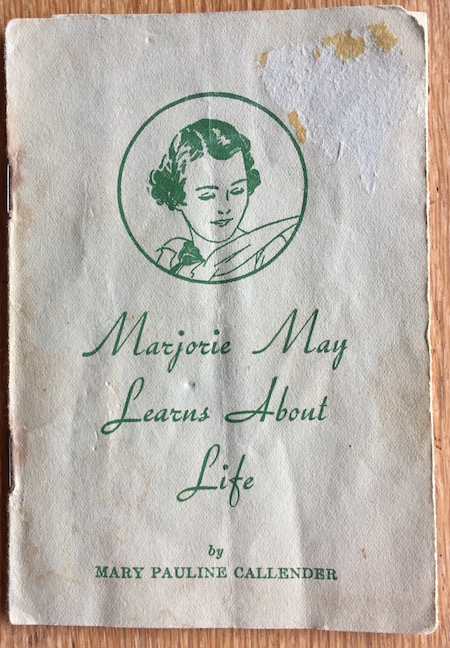 Marjorie May
Learns About
Life
by
MARY PAULINE CALLENDER